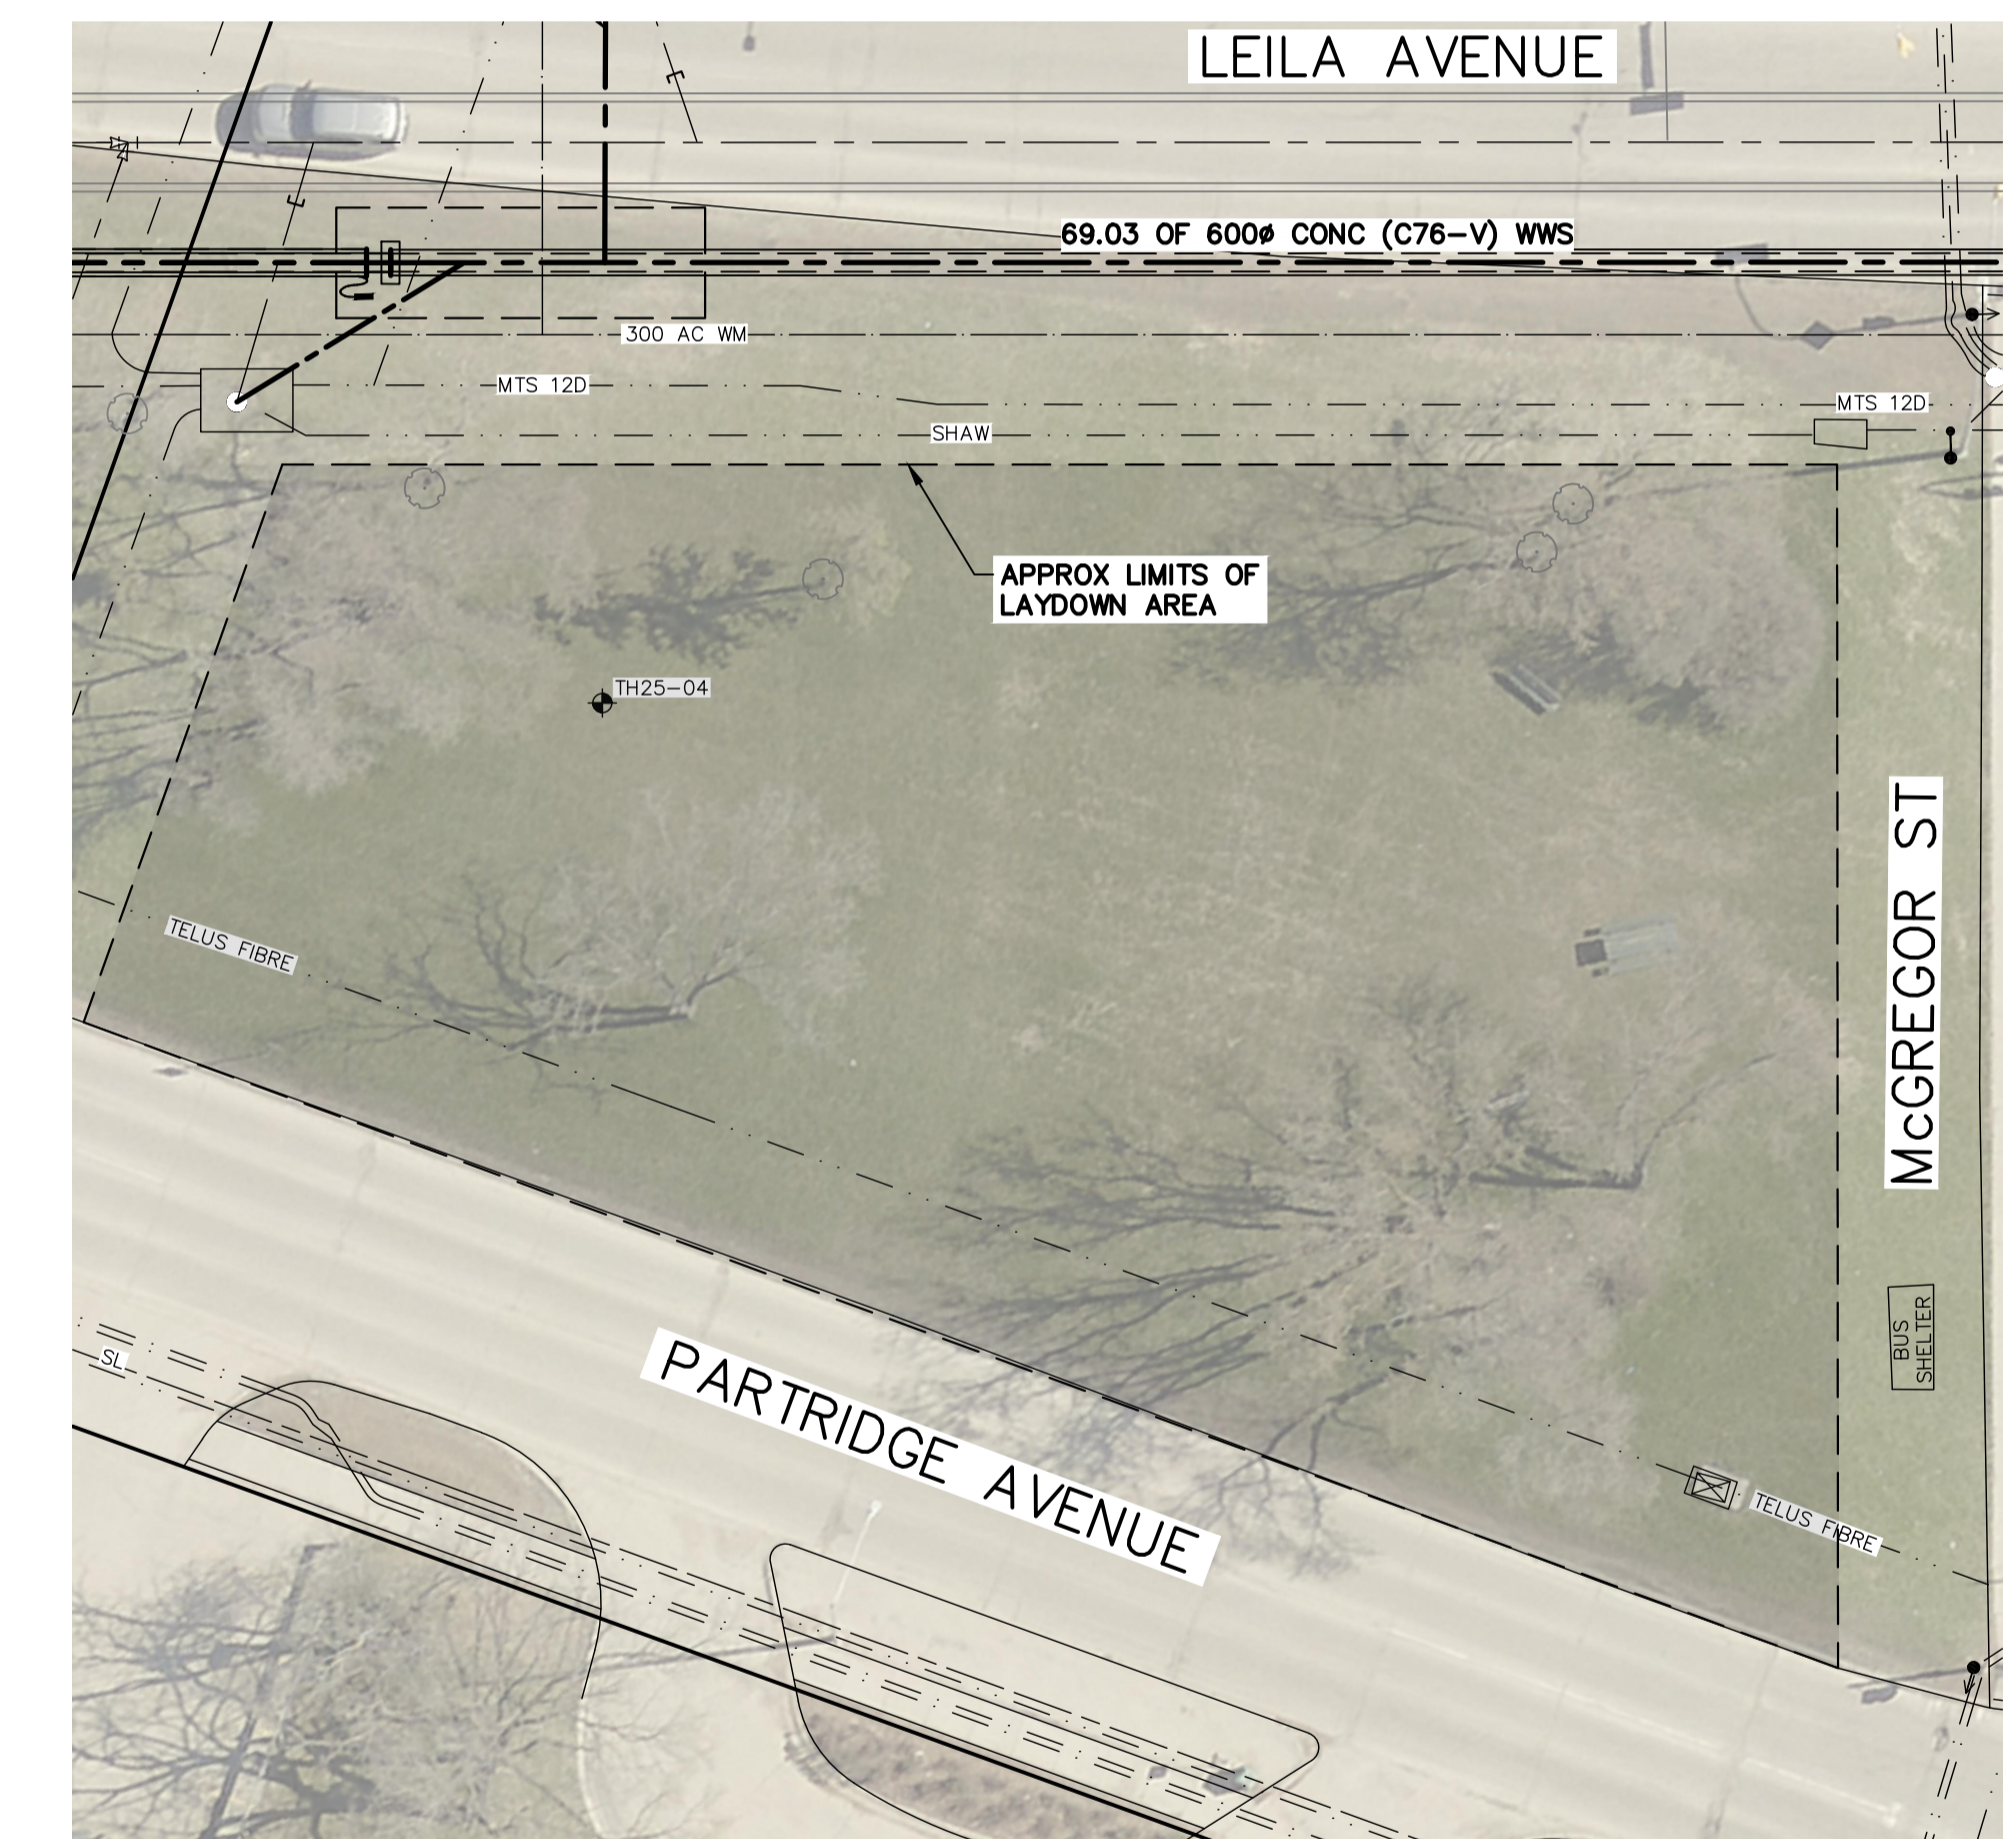 LEILA AVENUE
69.03 OF 600ø CONC (C76-V) WWS
300 AC WM
MTS 12D
MTS 12D
SHAW
APPROX LIMITS OF
LAYDOWN AREA
TH25-04
McGREGOR ST
TELUS FIBRE
BUS
SHELTER
SL
PARTRIDGE AVENUE
TELUS FIBRE